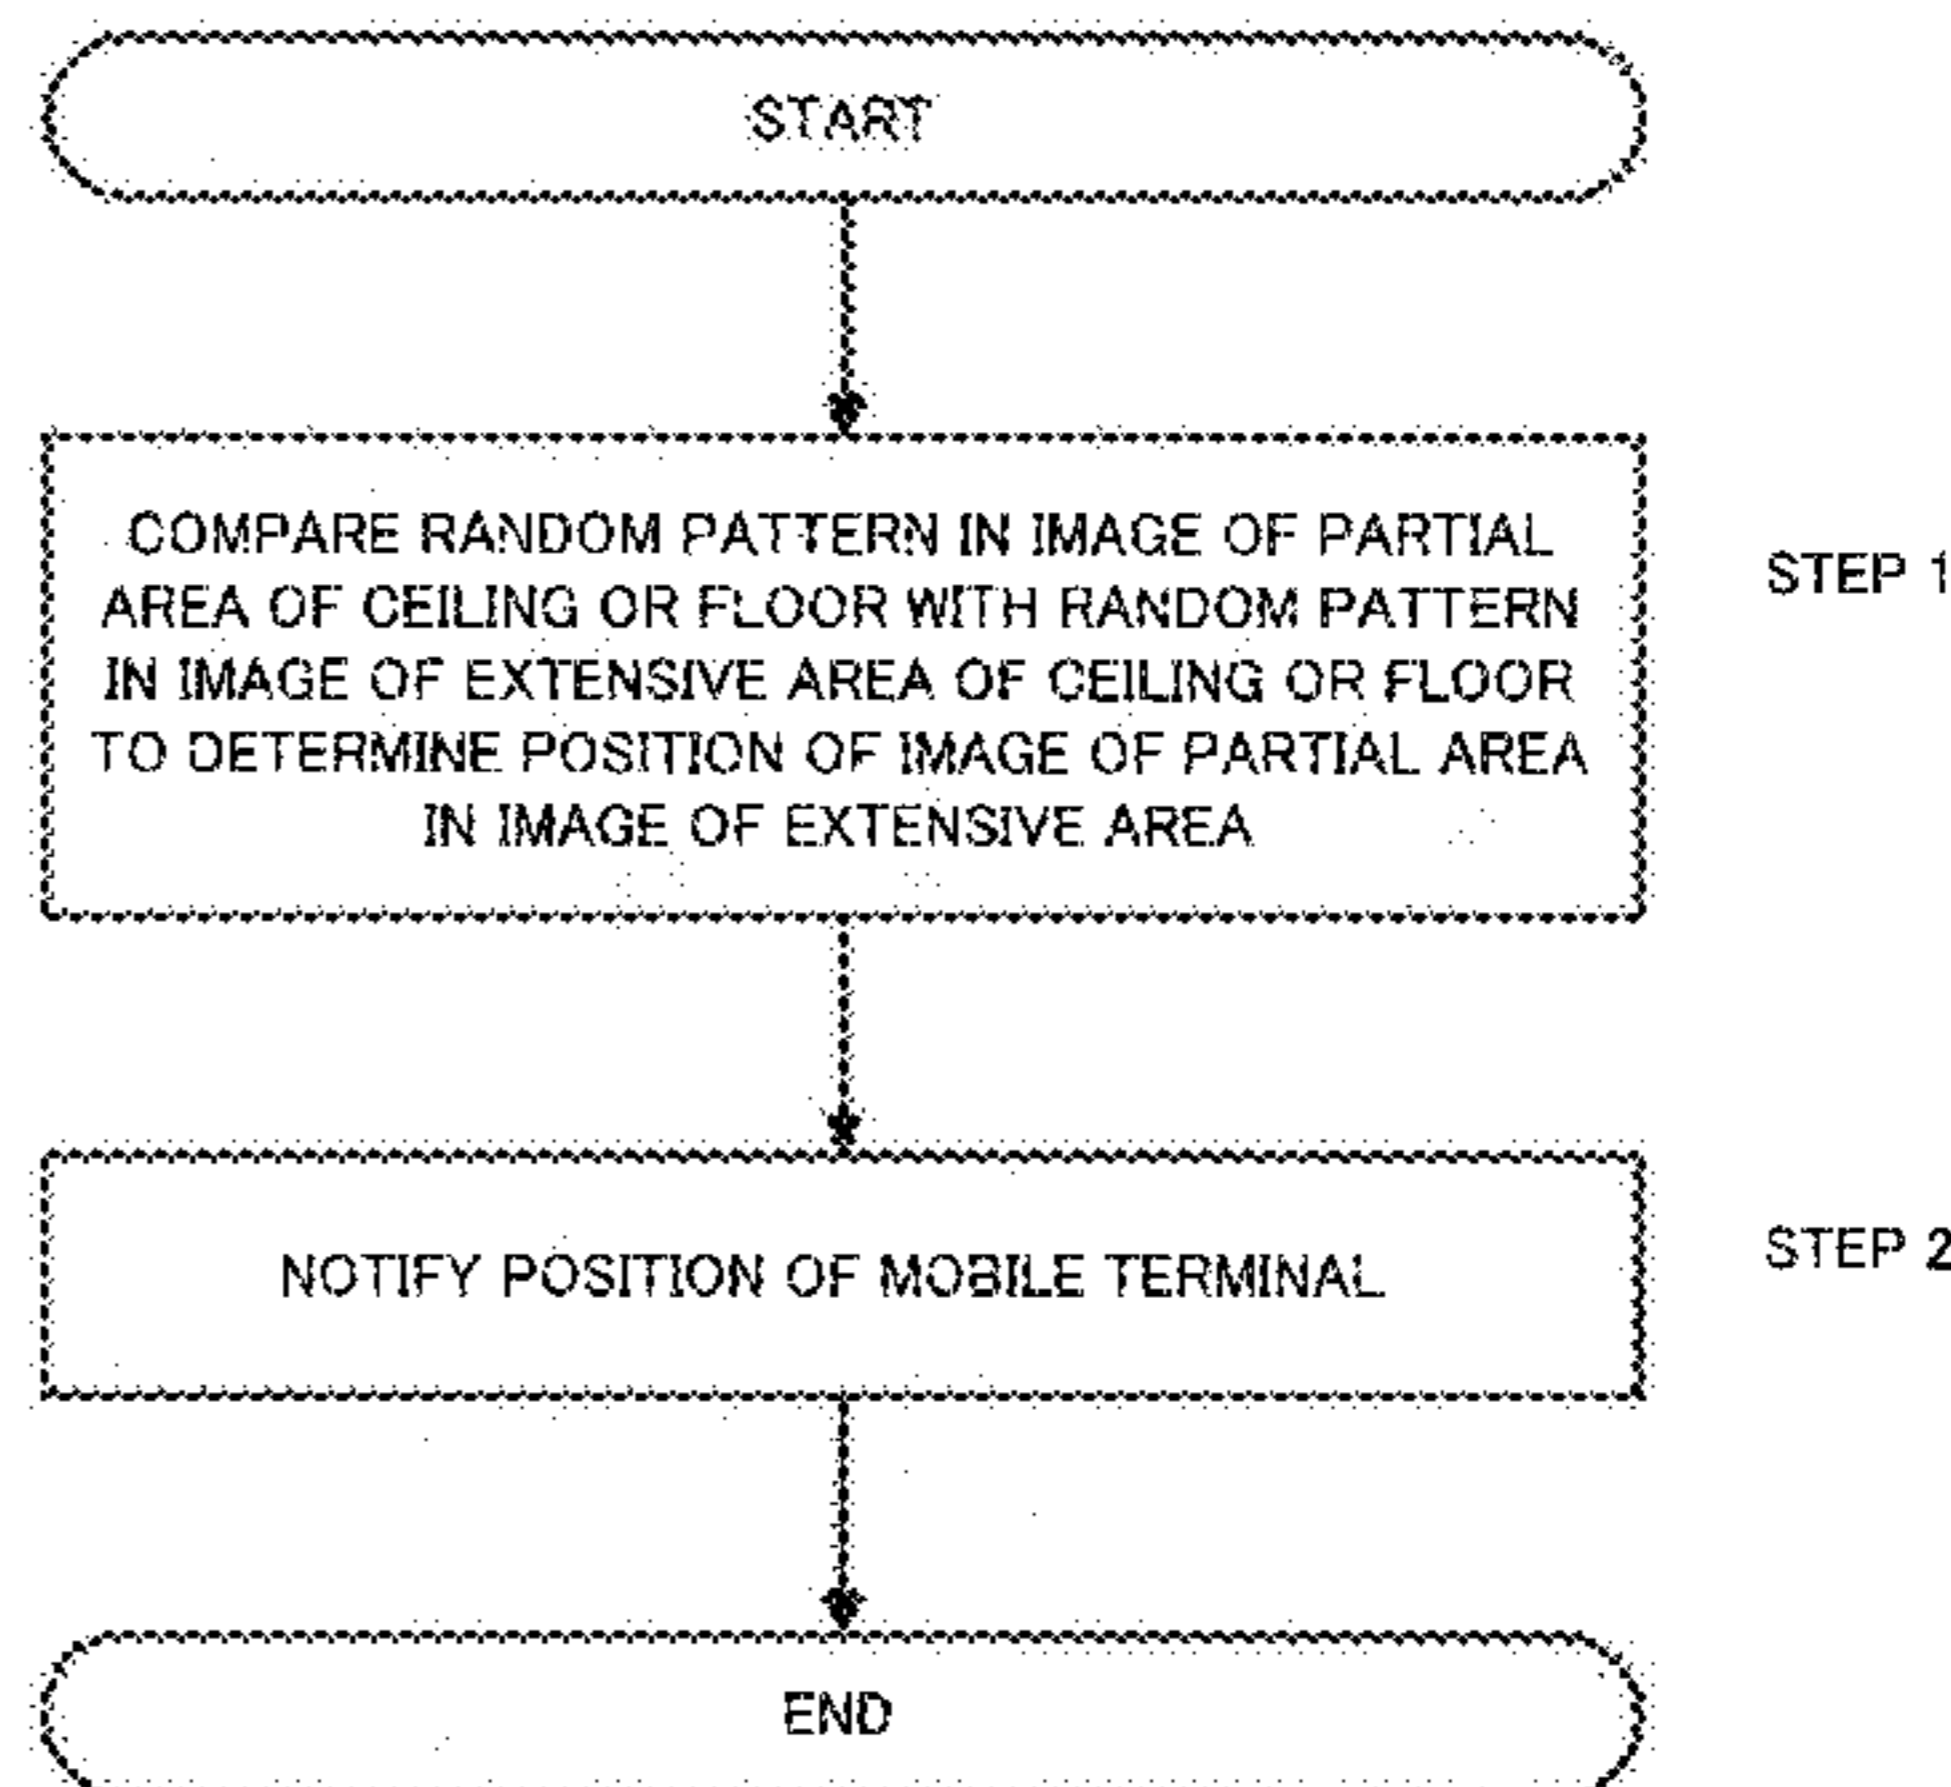 START
COMPARE RANDOM PATTERN IN IMAGE OF PARTIAL
AREA OF CEILING OR FLOOR WITH RANDOM PATTERN
IN IMAGE OF EXTENSIVE AREA OF CEILING OR FLOOR
TO DETERMINE POSITION OF IMAGE OF PARTIAL AREA
IN IMAGE OF EXTENSIVE AREA
STEP 1
NOTIFY POSITION OF MOBILE TERMINAL
STEP 2
END